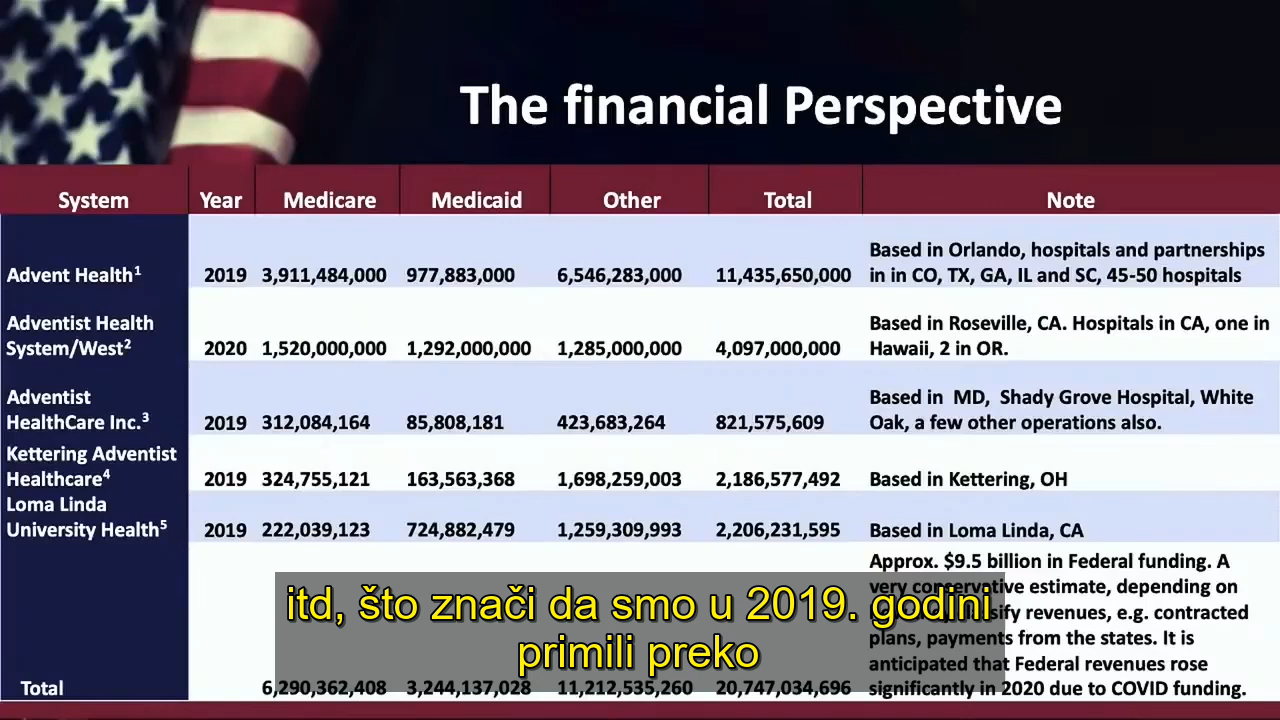 The financial Perspective
System Year Medicare Medicaid Other Total Note
Advent Health¹ 2019 3,911,484,000 977,883,000 6,546,283,000 11,435,650,000 Based in Orlando, hospitals and partnerships
in in CO, TX, GA, IL and SC, 45-50 hospitals
Adventist Health
System/West² 2020 1,520,000,000 1,292,000,000 1,285,000,000 4,097,000,000 Based in Roseville, CA. Hospitals in CA, one in
Hawaii, 2 in OR.
Adventist
HealthCare Inc.³ 2019 312,084,164 85,808,181 423,683,264 821,575,609 Based in MD, Shady Grove Hospital, White
Oak, a few other operations also.
Kettering Adventist
Healthcare⁴ 2019 324,755,121 163,563,368 1,698,259,003 2,186,577,492 Based in Kettering, OH
Loma Linda
University Health⁵ 2019 222,039,123 724,882,479 1,259,309,993 2,206,231,595 Based in Loma Linda, CA
Approx. $9.5 billion in Federal funding. A
very conservative estimate, depending on
revenues, e.g. contracted
plans, payments from the states. It is
anticipated that Federal revenues rose
significantly in 2020 due to COVID funding.
Total 6,290,362,408 3,244,137,028 11,212,535,260 20,747,034,696
itd, što znači da smo u 2019. godini
primili preko